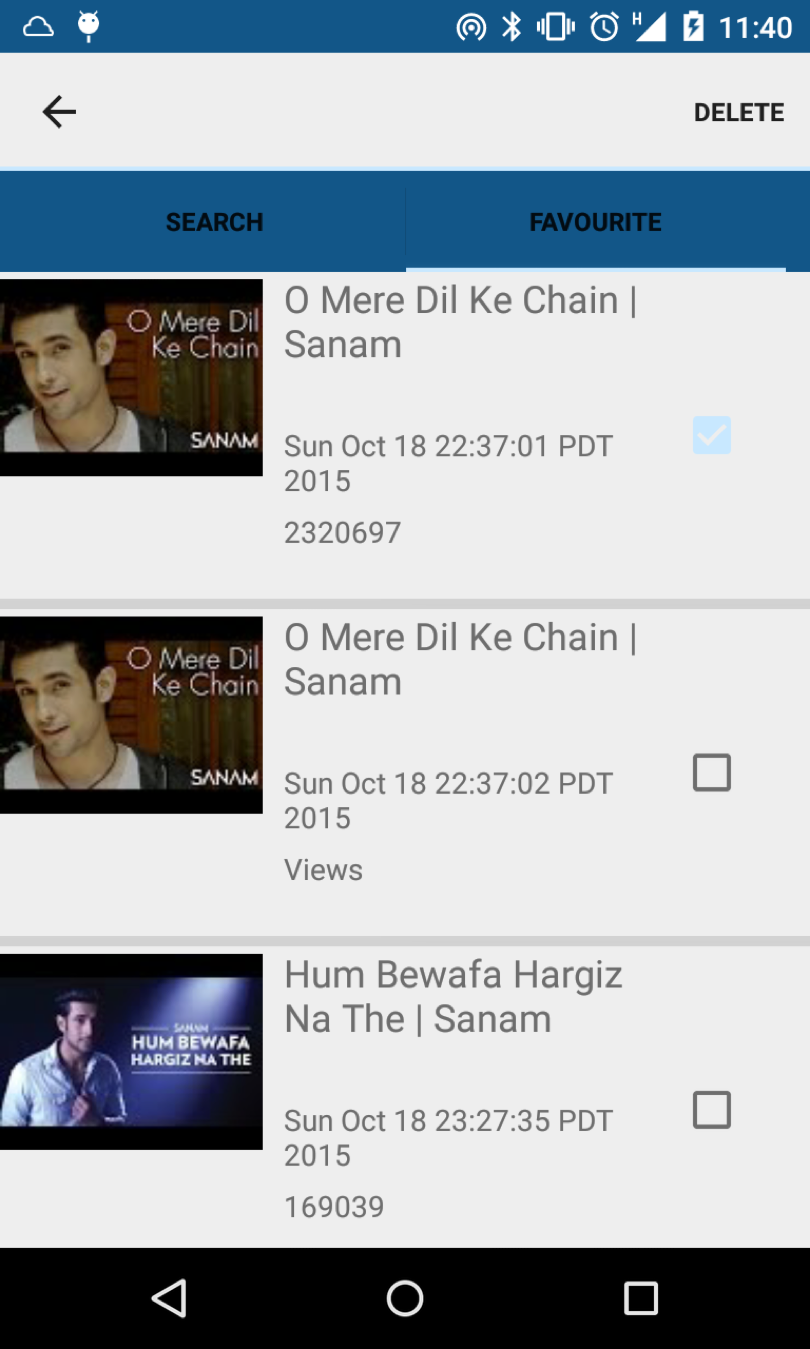 H 11:40
DELETE
SEARCH FAVOURITE
O Mere Dil
Ke Chain
SANAM
O Mere Dil Ke Chain |
Sanam
Sun Oct 18 22:37:01 PDT
2015
2320697
O Mere Dil
Ke Chain
SANAM
O Mere Dil Ke Chain |
Sanam
Sun Oct 18 22:37:02 PDT
2015
Views
SANAM
HUM BEWAFA
HARGIZ NA THE
Hum Bewafa Hargiz
Na The | Sanam
Sun Oct 18 23:27:35 PDT
2015
169039